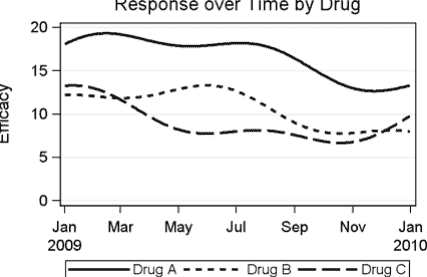 Response over Time by Drug
Efficacy
20
15
10
5
0
Jan Mar May Jul Sep Nov Jan
2009 2010
Drug A Drug B Drug C